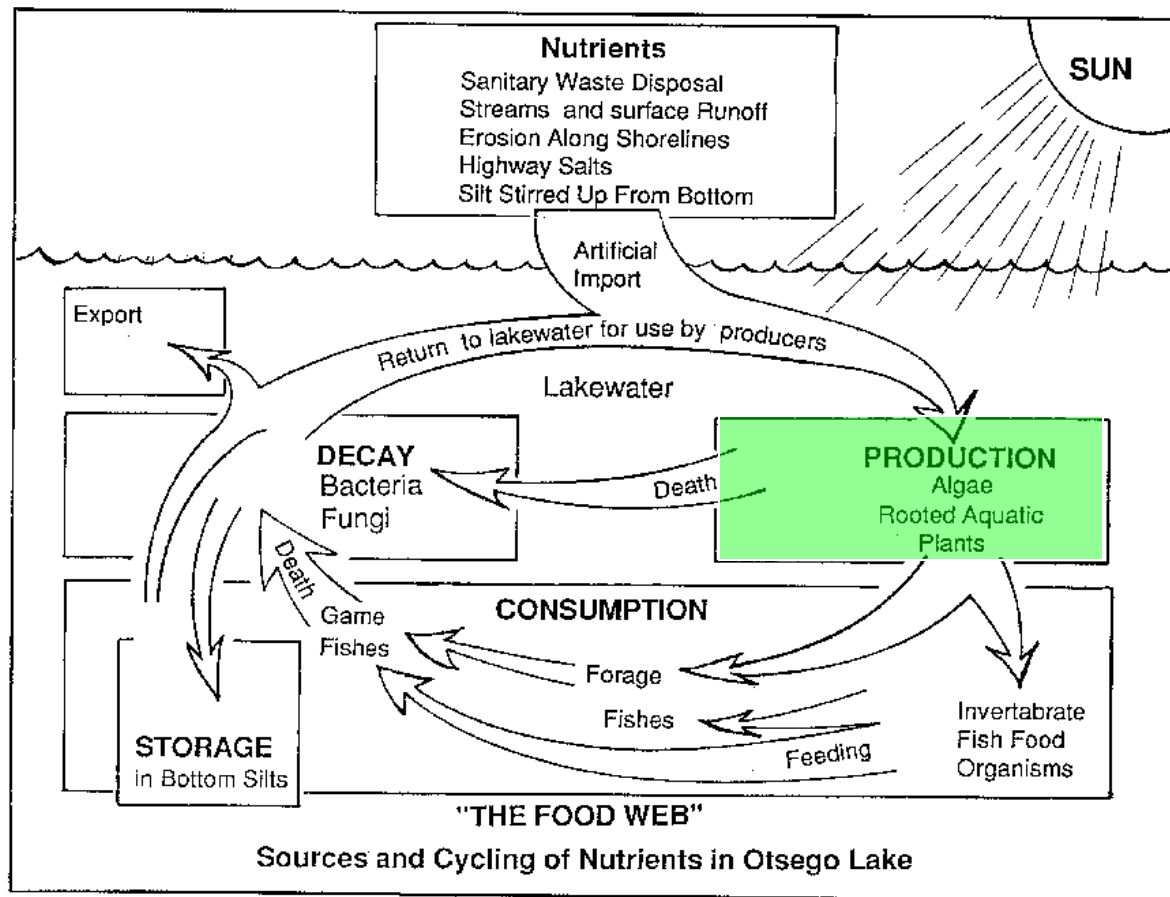 Nutrients
Sanitary Waste Disposal
Streams and surface Runoff
Erosion Along Shorelines
Highway Salts
Silt Stirred Up From Bottom
SUN
Artificial
Import
Export
Return to lakewater for use by producers
Lakewater
DECAY
Bacteria
Fungi
Death
PRODUCTION
Algae
Rooted Aquatic
Plants
Death
CONSUMPTION
Game
Fishes
Forage
Fishes
Feeding
Invertabrate
Fish Food
Organisms
STORAGE
in Bottom Silts
"THE FOOD WEB"
Sources and Cycling of Nutrients in Otsego Lake